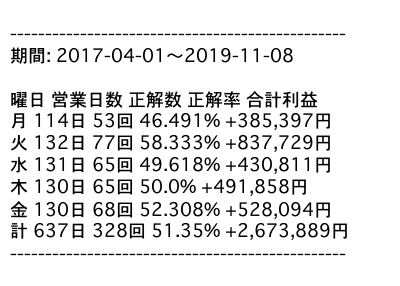 ------------------------------------------------
期間: 2017-04-01～2019-11-08
曜日 営業日数 正解数 正解率 合計利益
月 114日 53回 46.491% +385,397円
火 132日 77回 58.333% +837,729円
水 131日 65回 49.618% +430,811円
木 130日 65回 50.0% +491,858円
金 130日 68回 52.308% +528,094円
計 637日 328回 51.35% +2,673,889円
------------------------------------------------